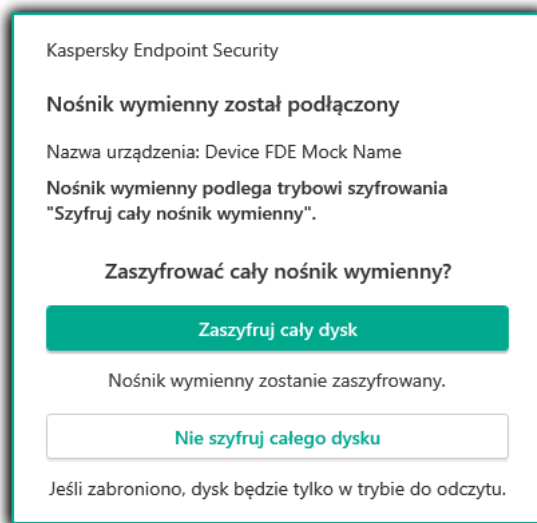 Kaspersky Endpoint Security
Nośnik wymienny został podłączony
Nazwa urządzenia: Device FDE Mock Name
Nośnik wymienny podlega trybowi szyfrowania
"Szyfruj cały nośnik wymienny".
Zaszyfrować cały nośnik wymienny?
Zaszyfruj cały dysk
Nośnik wymienny zostanie zaszyfrowany.
Nie szyfruj całego dysku
Jeśli zabroniono, dysk będzie tylko w trybie do odczytu.